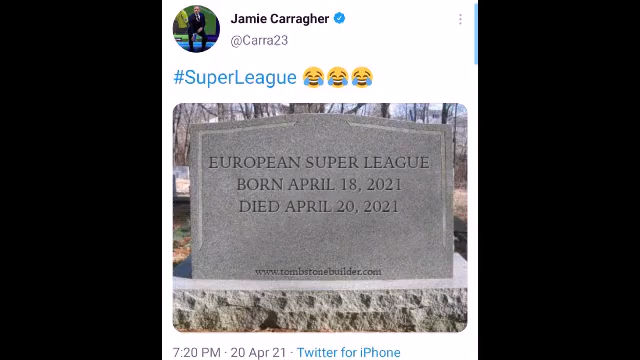 Jamie Carragher
@Carra23
#SuperLeague 😂😂😂
EUROPEAN SUPER LEAGUE
BORN APRIL 18, 2021
DIED APRIL 20, 2021
www.tombstonebuilder.com
7:20 PM · 20 Apr 21 · Twitter for iPhone